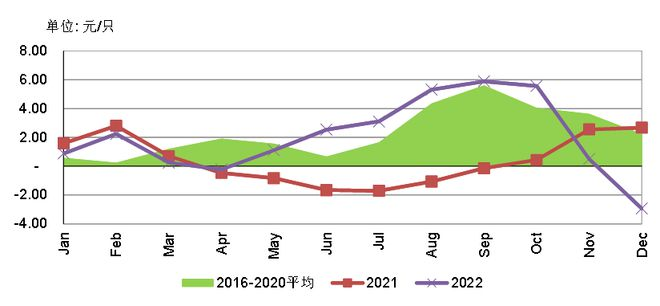 单位: 元/只
8.00
6.00
4.00
2.00
-
-2.00
-4.00
Jan Feb Mar Apr May Jun Jul Aug Sep Oct Nov Dec
2016-2020平均 2021 2022